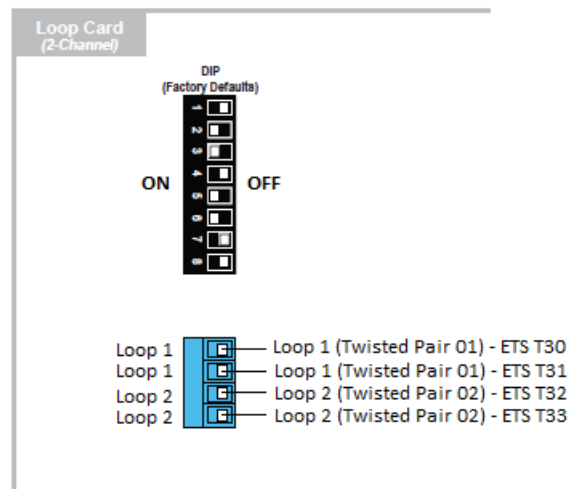 Loop Card
(2-Channel)
DIP
(Factory Defaults)
1
2
3
4
ON OFF
5
6
7
8
Loop 1 Loop 1 (Twisted Pair 01) - ETS T30
Loop 1 Loop 1 (Twisted Pair 01) - ETS T31
Loop 2 Loop 2 (Twisted Pair 02) - ETS T32
Loop 2 Loop 2 (Twisted Pair 02) - ETS T33